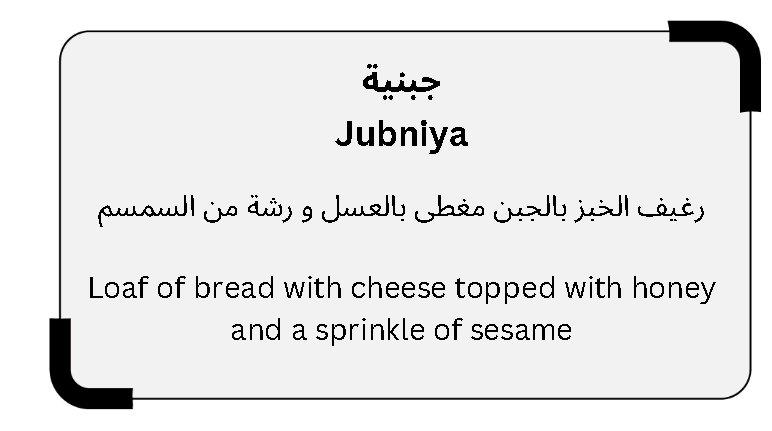 جبنية
Jubniya
رغيف الخبز بالجبن مغطى بالعسل و رشة من السمسم
Loaf of bread with cheese topped with honey
and a sprinkle of sesame